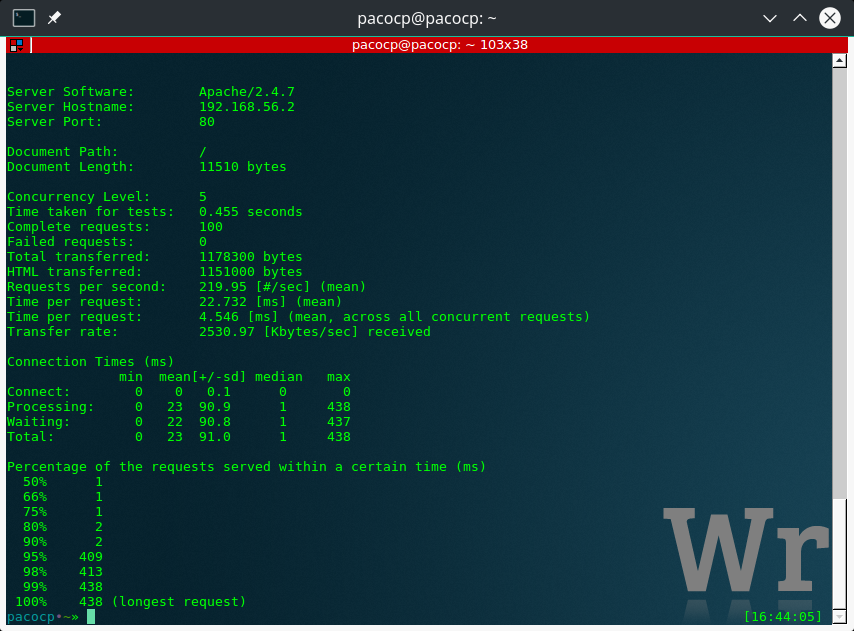 pacocp@pacocp: ~
pacocp@pacocp: ~ 103x38
Server Software:        Apache/2.4.7
Server Hostname:        192.168.56.2
Server Port:            80
Document Path:          /
Document Length:        11510 bytes
Concurrency Level:      5
Time taken for tests:   0.455 seconds
Complete requests:      100
Failed requests:        0
Total transferred:      1178300 bytes
HTML transferred:       1151000 bytes
Requests per second:    219.95 [#/sec] (mean)
Time per request:       22.732 [ms] (mean)
Time per request:       4.546 [ms] (mean, across all concurrent requests)
Transfer rate:          2530.97 [Kbytes/sec] received
Connection Times (ms)
              min  mean[+/-sd] median   max
Connect:        0    0   0.1      0       0
Processing:     0   23  90.9      1     438
Waiting:        0   22  90.8      1     437
Total:          0   23  91.0      1     438
Percentage of the requests served within a certain time (ms)
  50%      1
  66%      1
  75%      1
  80%      2
  90%      2
  95%    409
  98%    413
  99%    438
 100%    438 (longest request)
pacocp•~» [16:44:05]
Wr